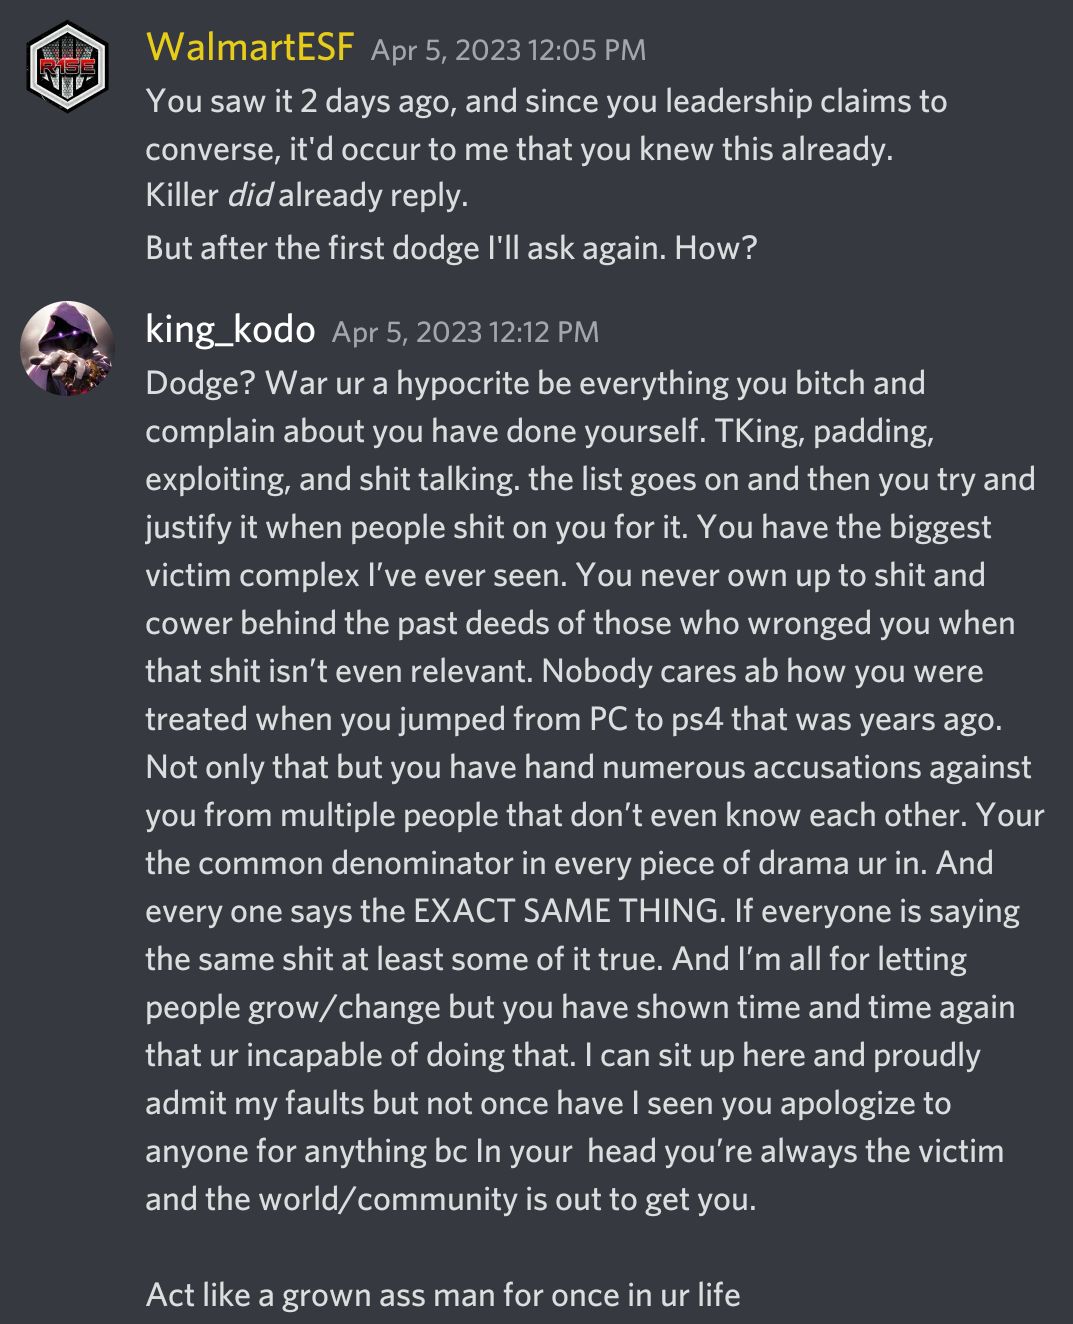 WalmartESF Apr 5, 2023 12:05 PM
R1SE
You saw it 2 days ago, and since you leadership claims to
converse, it'd occur to me that you knew this already.
Killer did already reply.
But after the first dodge I'll ask again. How?
king_kodo Apr 5, 2023 12:12 PM
Dodge? War ur a hypocrite be everything you bitch and
complain about you have done yourself. TKing, padding,
exploiting, and shit talking. the list goes on and then you try and
justify it when people shit on you for it. You have the biggest
victim complex I’ve ever seen. You never own up to shit and
cower behind the past deeds of those who wronged you when
that shit isn’t even relevant. Nobody cares ab how you were
treated when you jumped from PC to ps4 that was years ago.
Not only that but you have hand numerous accusations against
you from multiple people that don’t even know each other. Your
the common denominator in every piece of drama ur in. And
every one says the EXACT SAME THING. If everyone is saying
the same shit at least some of it true. And I’m all for letting
people grow/change but you have shown time and time again
that ur incapable of doing that. I can sit up here and proudly
admit my faults but not once have I seen you apologize to
anyone for anything bc In your  head you’re always the victim
and the world/community is out to get you.
Act like a grown ass man for once in ur life